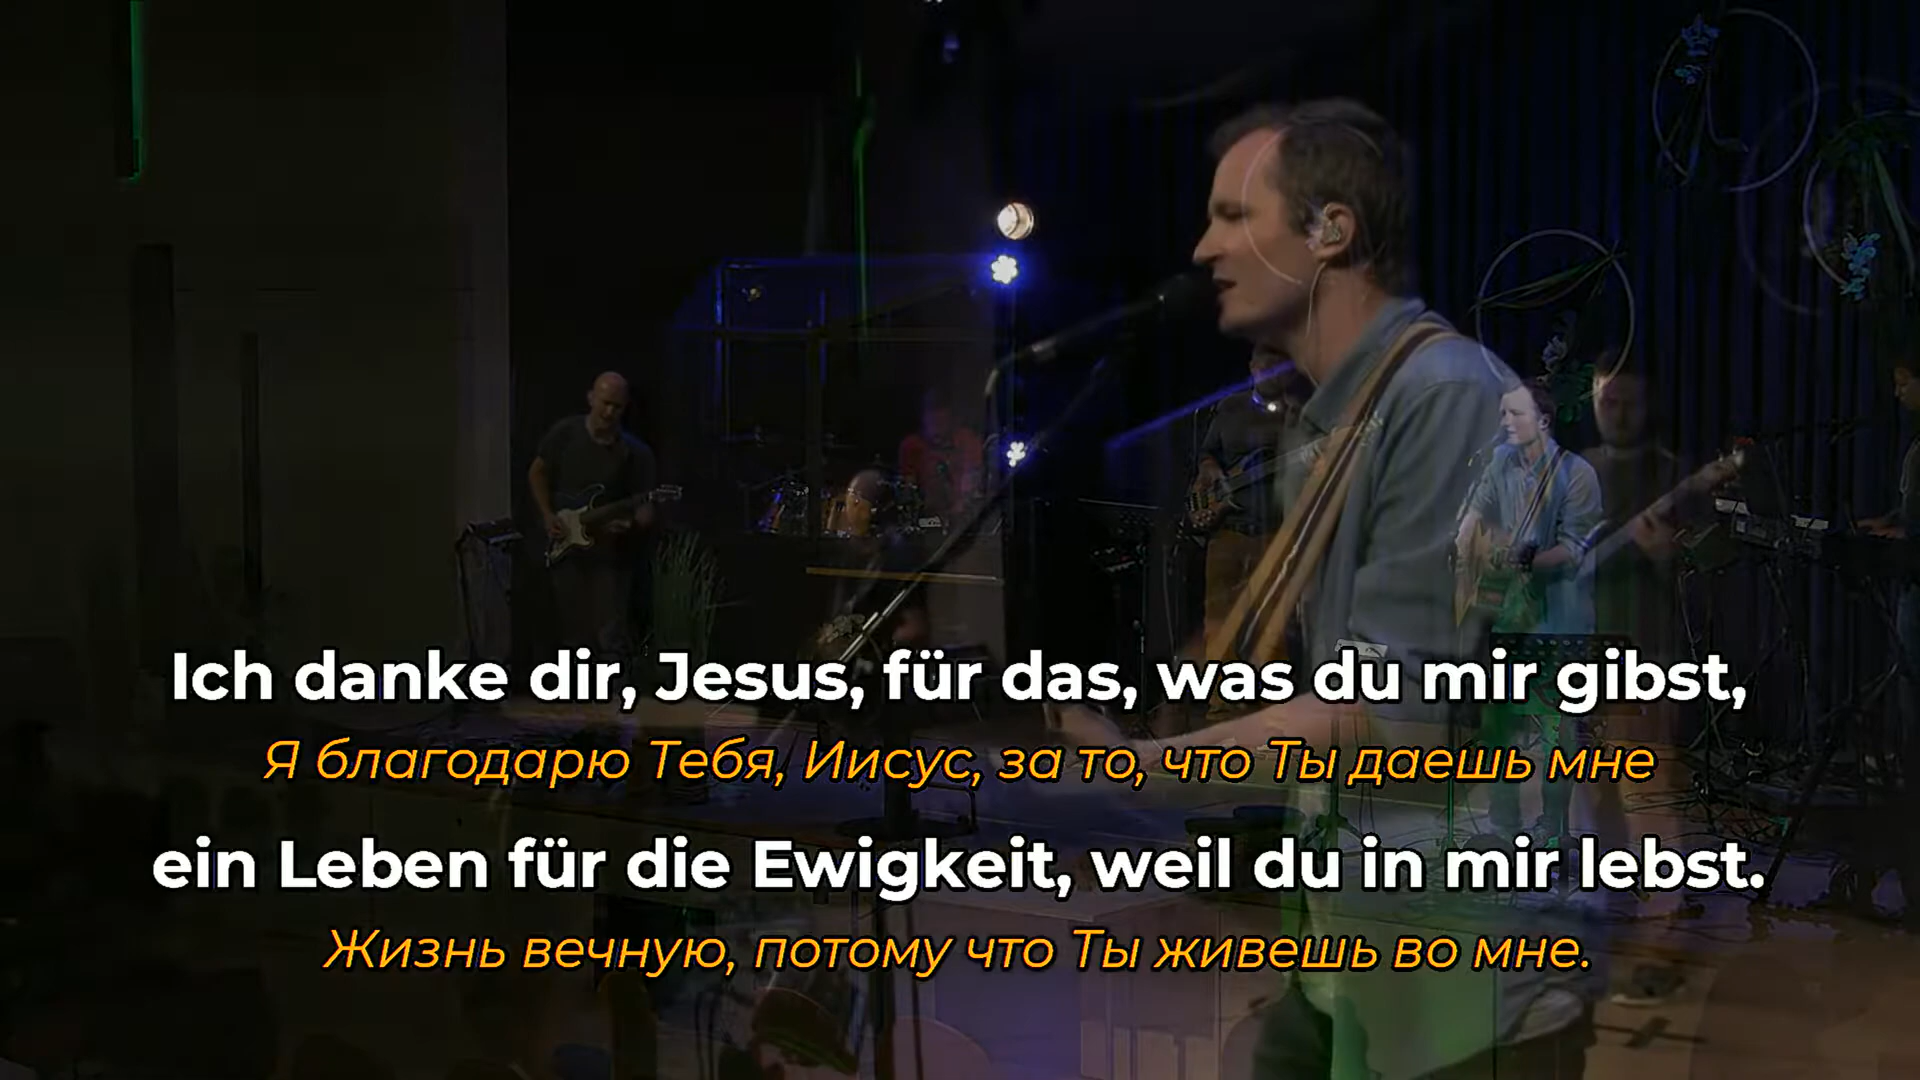 Ich danke dir, Jesus, für das, was du mir gibst,
Я благодарю Тебя, Иисус, за то, что Ты даешь мне
ein Leben für die Ewigkeit, weil du in mir lebst.
Жизнь вечную, потому что Ты живешь во мне.